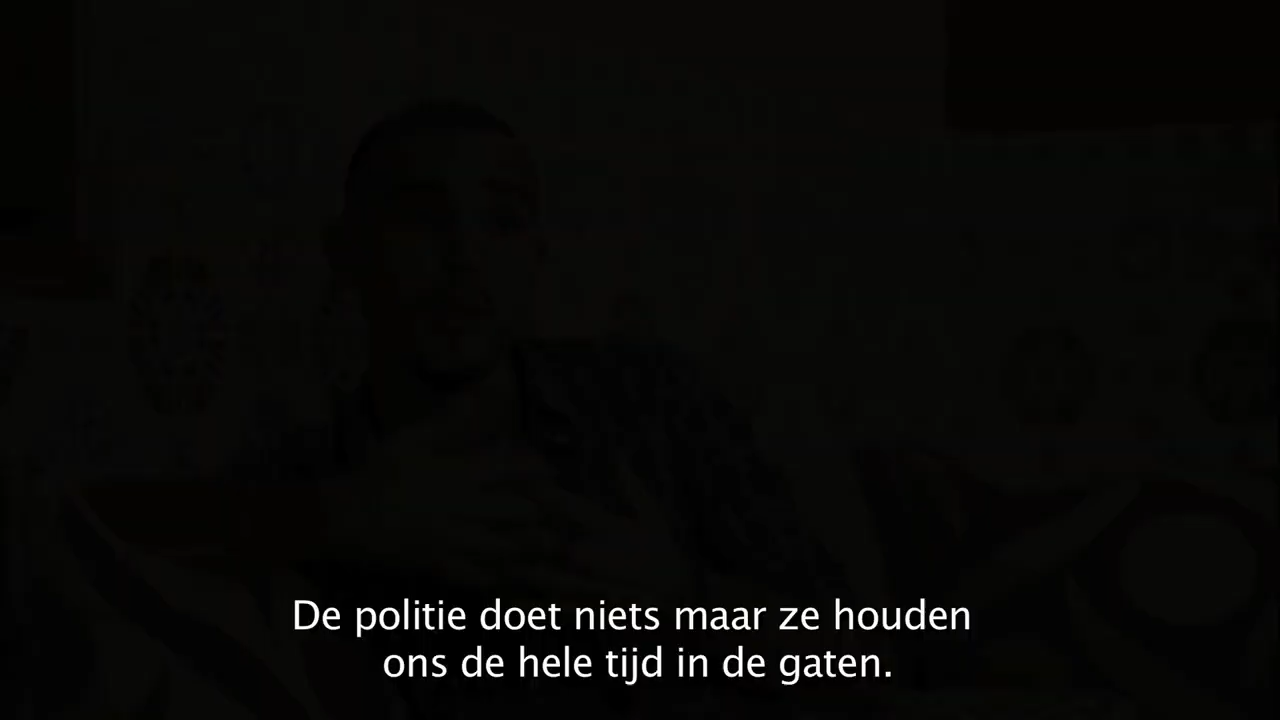 De politie doet niets maar ze houden
ons de hele tijd in de gaten.